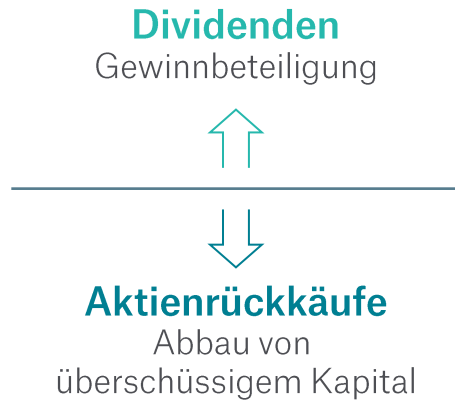 Dividenden
Gewinnbeteiligung
Aktienrückkäufe
Abbau von
überschüssigem Kapital